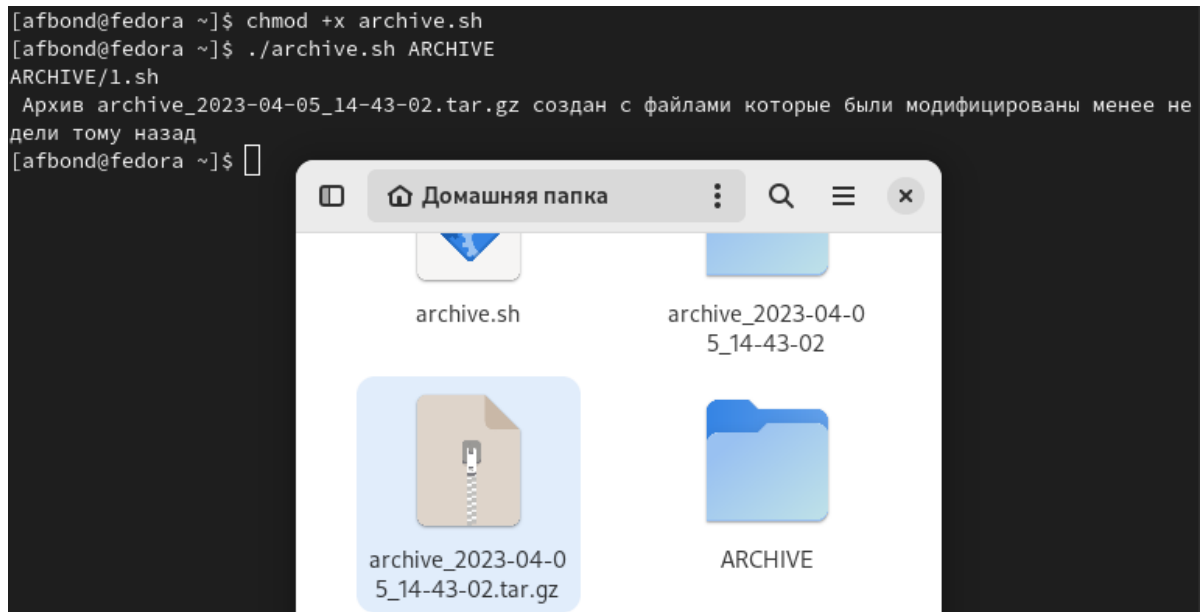 [afbond@fedora ~]$ chmod +x archive.sh
[afbond@fedora ~]$ ./archive.sh ARCHIVE
ARCHIVE/1.sh
 Архив archive_2023-04-05_14-43-02.tar.gz создан с файлами которые были модифицированы менее не
дели тому назад
[afbond@fedora ~]$
Домашняя папка
archive.sh
archive_2023-04-0
5_14-43-02
archive_2023-04-0
5_14-43-02.tar.gz
ARCHIVE